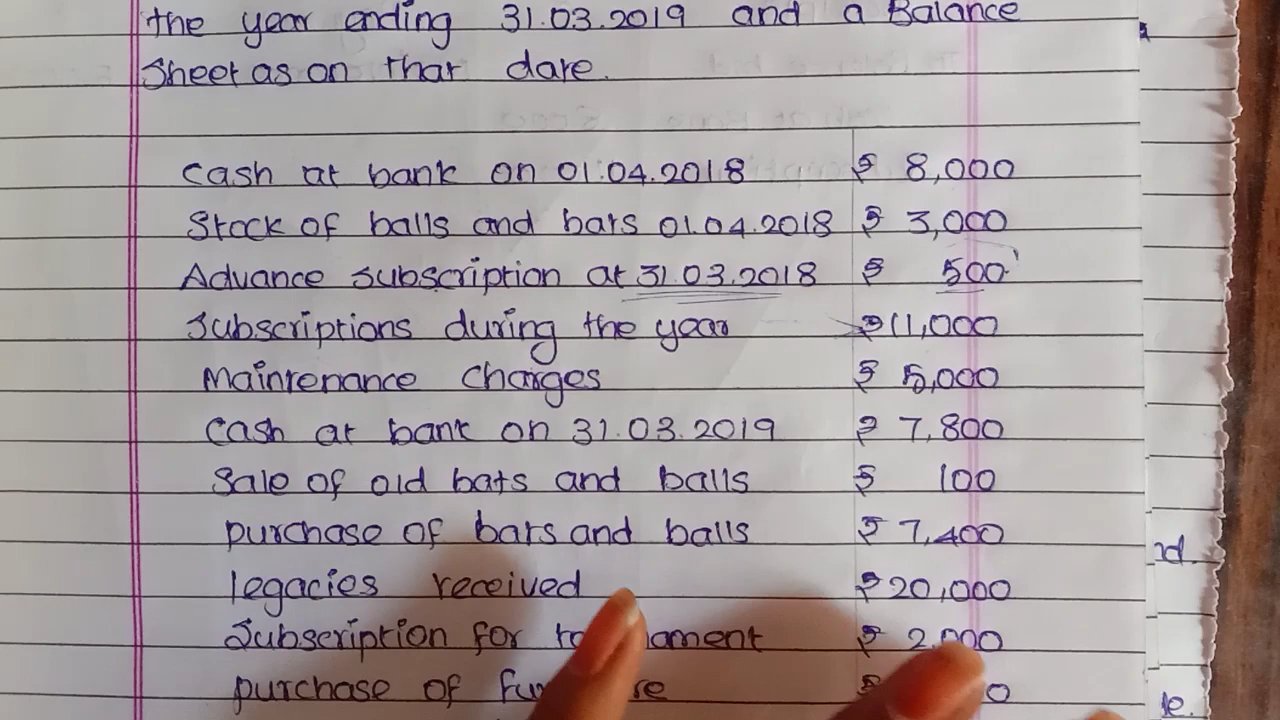 the year ending 31.03.2019 and a Balance
Sheet as on that date.
Cash at bank on 01.04.2018 ₹ 8,000
Stock of balls and bats 01.04.2018 ₹ 3,000
Advance subscription at 31.03.2018 ₹ 500
Subscriptions during the year ₹ 11,000
Maintenance charges ₹ 5,000
Cash at bank on 31.03.2019 ₹ 7,800
Sale of old bats and balls ₹ 100
purchase of bats and balls ₹ 7,400
legacies received ₹ 20,000
Subscription for ₹ 2,000
purchase of ₹